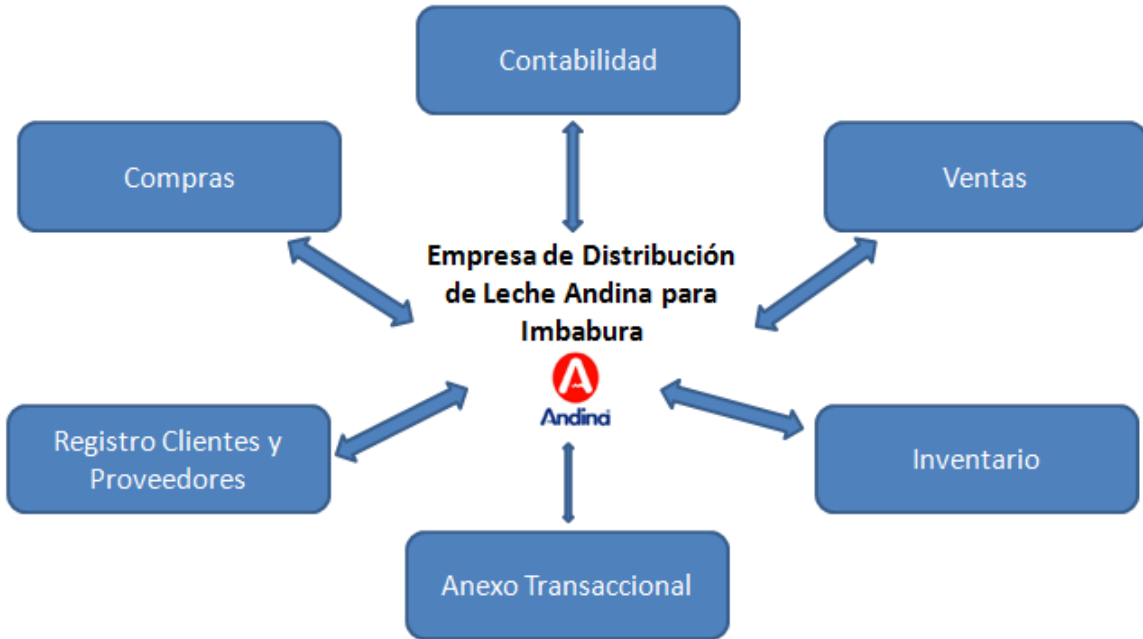 Contabilidad
Compras
Ventas
Empresa de Distribución
de Leche Andina para
Imbabura
Andina
Registro Clientes y
Proveedores
Inventario
Anexo Transaccional